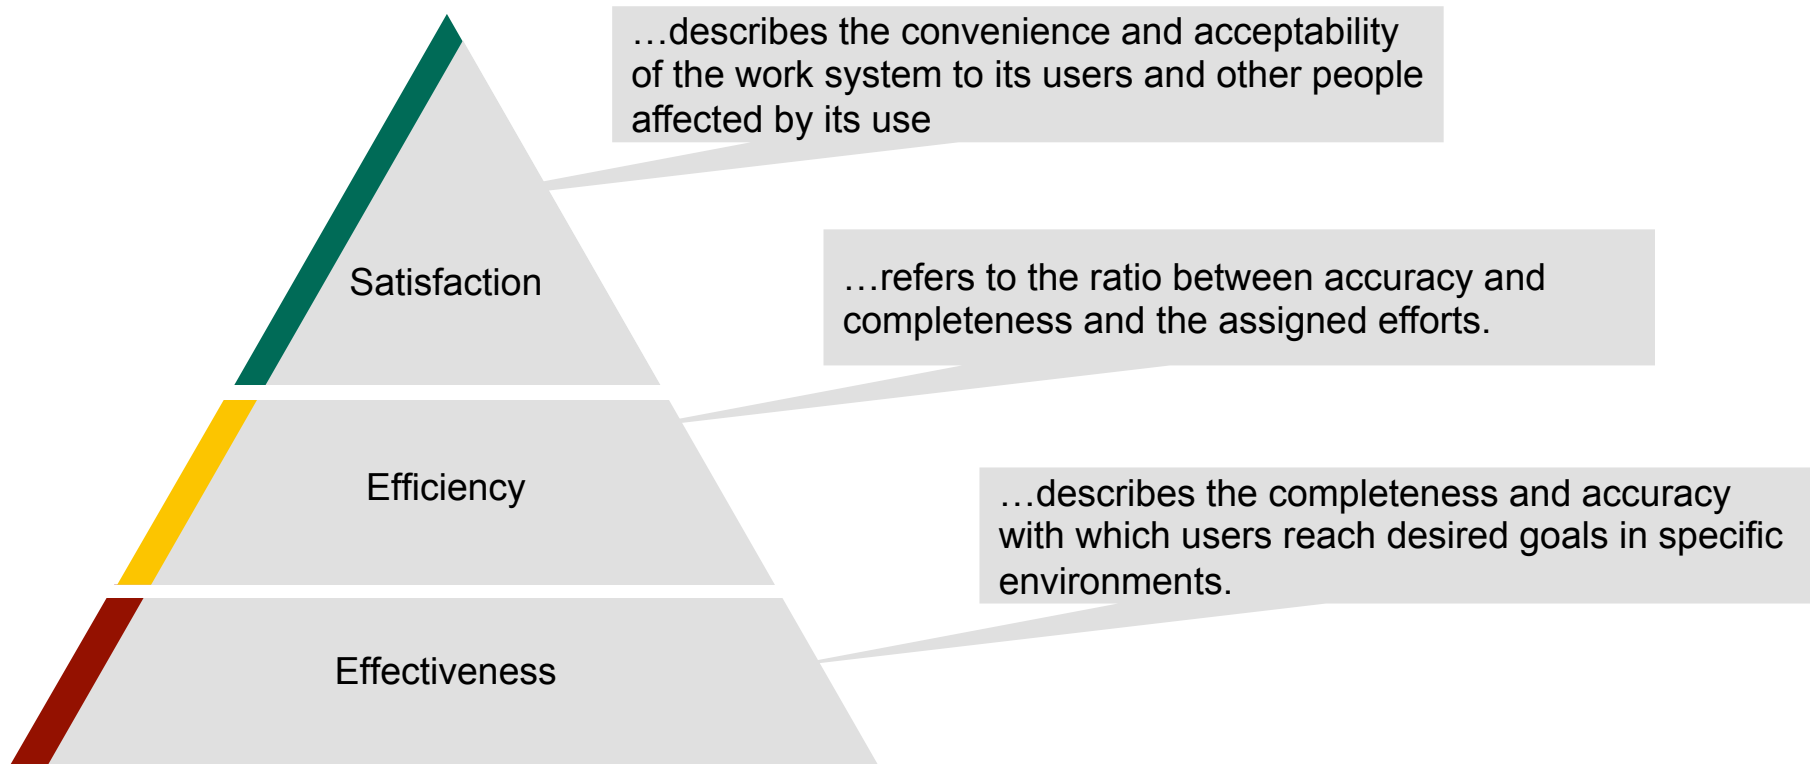 …describes the convenience and acceptability
of the work system to its users and other people
affected by its use
Satisfaction
…refers to the ratio between accuracy and
completeness and the assigned efforts.
Efficiency
…describes the completeness and accuracy
with which users reach desired goals in specific
environments.
Effectiveness